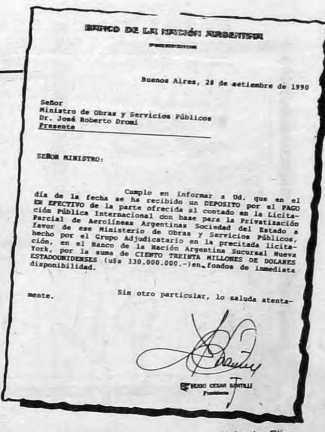 BANCO DE LA NACIÓN ARGENTINA
Buenos Aires, 28 de setiembre de 1990
Señor
Ministro de Obras y Servicios Públicos
Dr. José Roberto Dromi
Presente
SEÑOR MINISTRO:
Cumplo en informar a Ud. que en el
día de la fecha se ha recibido un DEPOSITO por el PAGO
EN EFECTIVO de la parte ofrecida al contado en la Licita-
ción Pública Internacional con base para la Privatización
Parcial de Aerolíneas Argentinas Sociedad del Estado a
favor de ese Ministerio de Obras y Servicios Públicos,
hecho por el Grupo Adjudicatario en la precitada licita-
ción, en el Banco de la Nación Argentina Sucursal Nueva
York, por la suma de CIENTO TREINTA MILLONES DE DOLARES
ESTADOUNIDENSES (u$s 130.000.000.-) en fondos de inmediata
disponibilidad.
Sin otro particular, lo saluda atenta-
mente.
HUGO CESAR SANTILLI
Presidente